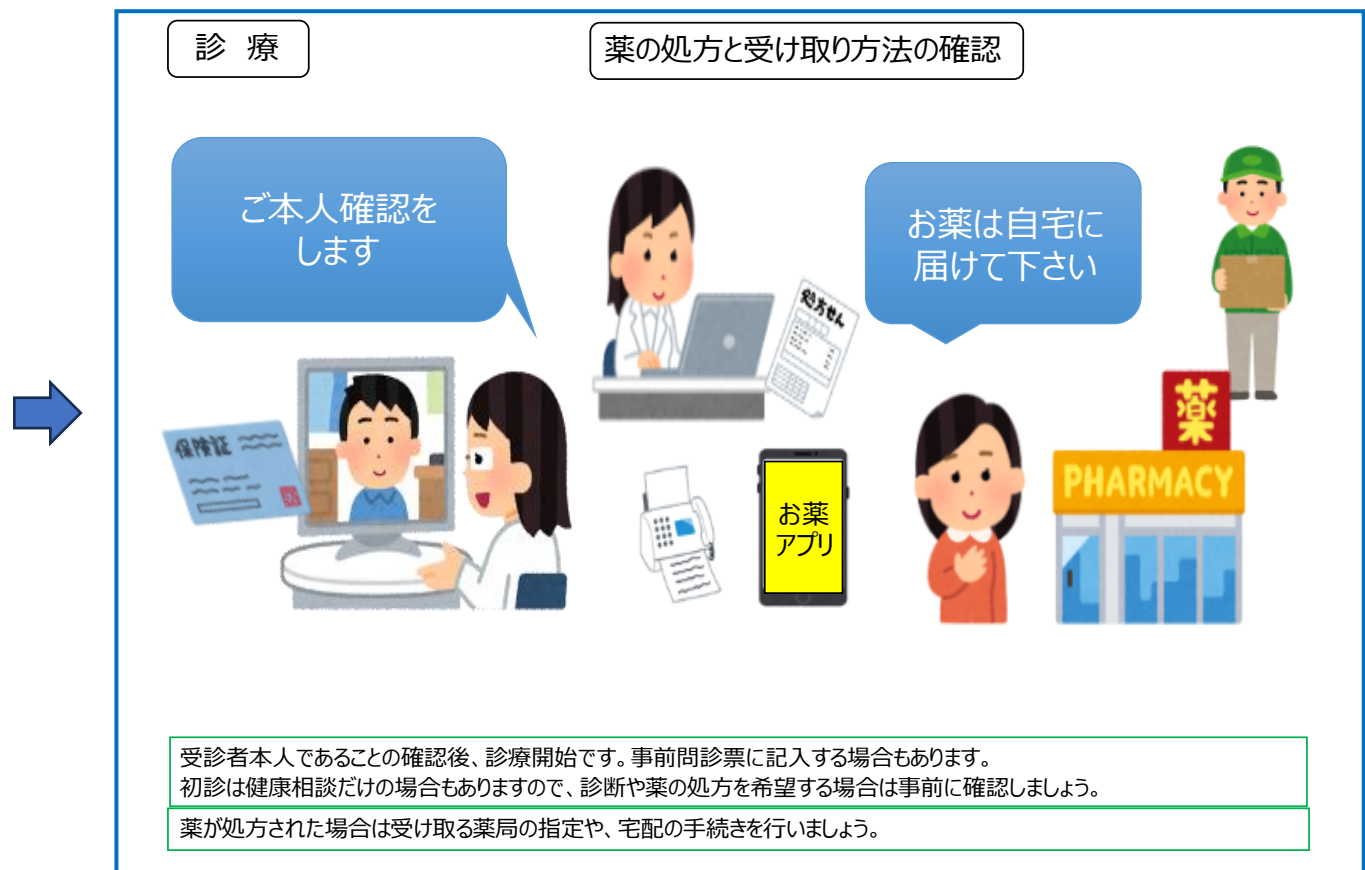 診 療
薬の処方と受け取り方法の確認
ご本人確認を
します
お薬は自宅に
届けて下さい
処方せん
保険証
薬
PHARMACY
お薬
アプリ
受診者本人であることの確認後、診療開始です。事前問診票に記入する場合もあります。
初診は健康相談だけの場合もありますので、診断や薬の処方を希望する場合は事前に確認しましょう。
薬が処方された場合は受け取る薬局の指定や、宅配の手続きを行いましょう。